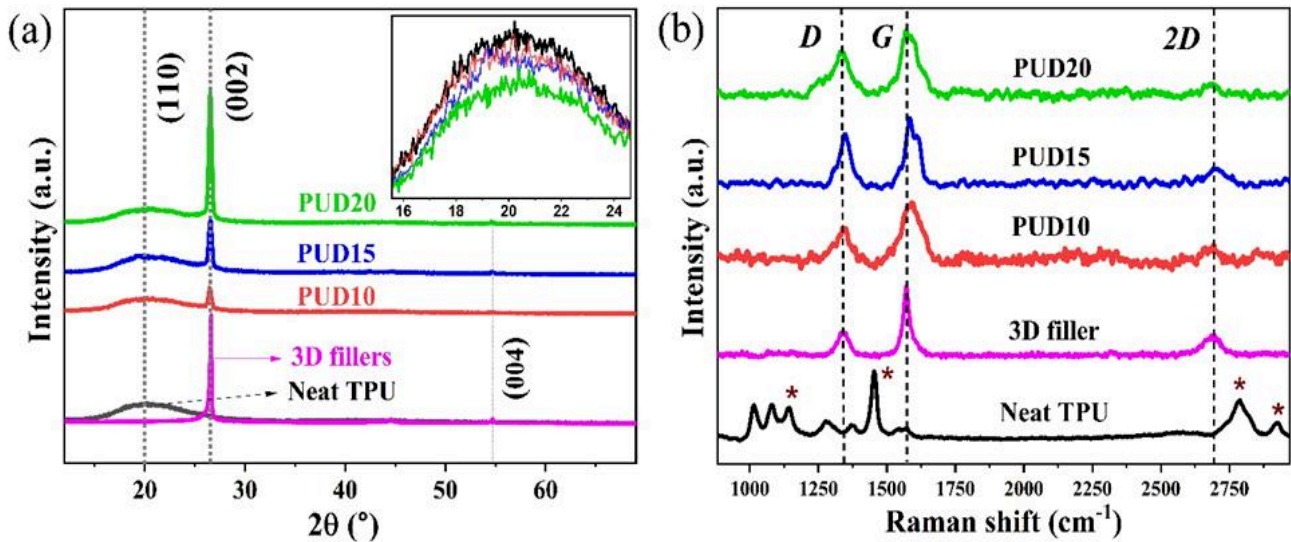 (a)
Intensity (a.u.)
(110)
(002)
PUD20
PUD15
PUD10
3D fillers
Neat TPU
(004)
16 18 20 22 24
20 30 40 50 60
2θ (°)
(b)
Intensity (a.u.)
D G 2D
PUD20
PUD15
PUD10
3D filler
Neat TPU
* * * *
1000 1250 1500 1750 2000 2250 2500 2750
Raman shift (cm⁻¹)